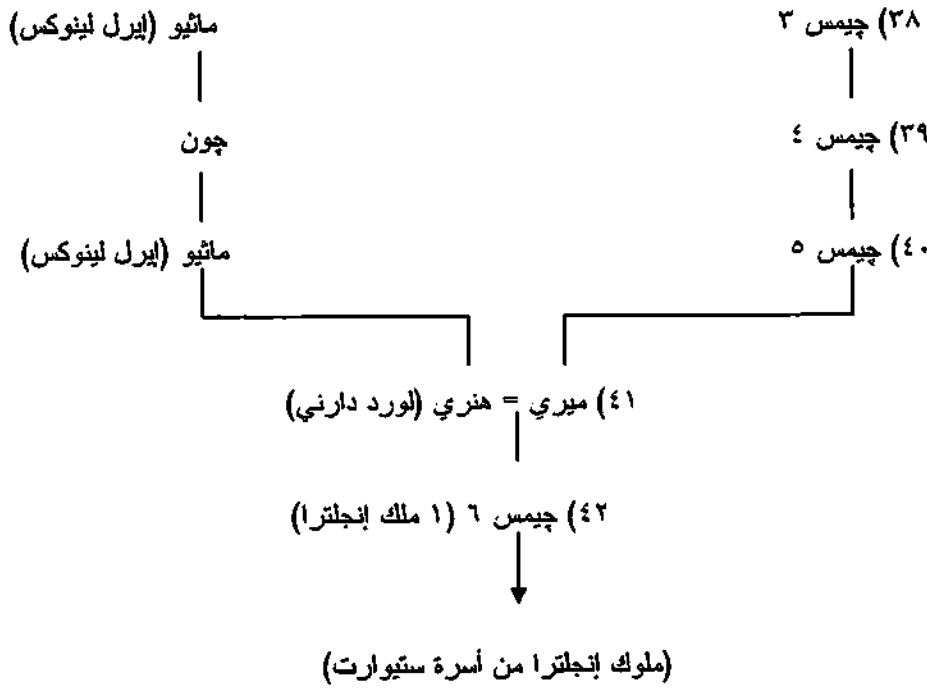 ٣٨) چيمس ٣
ماثيو (إيرل لينوكس)
٣٩) چيمس ٤
چون
٤٠) چيمس ٥
ماثيو (إيرل لينوكس)
٤١) ميري = هنري (لورد دارني)
٤٢) چيمس ٦ (١ ملك إنجلترا)
(ملوك إنجلترا من أسرة ستيوارت)